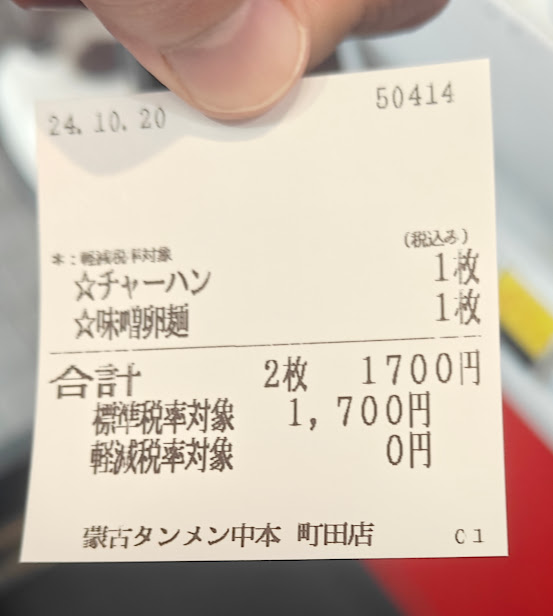 24.10.20 50414
(税込み)
*:軽減税率対象
☆チャーハン 1枚
☆味噌卵麺 1枚
合計 2枚 1700円
標準税率対象 1,700円
軽減税率対象 0円
蒙古タンメン中本 町田店 C1